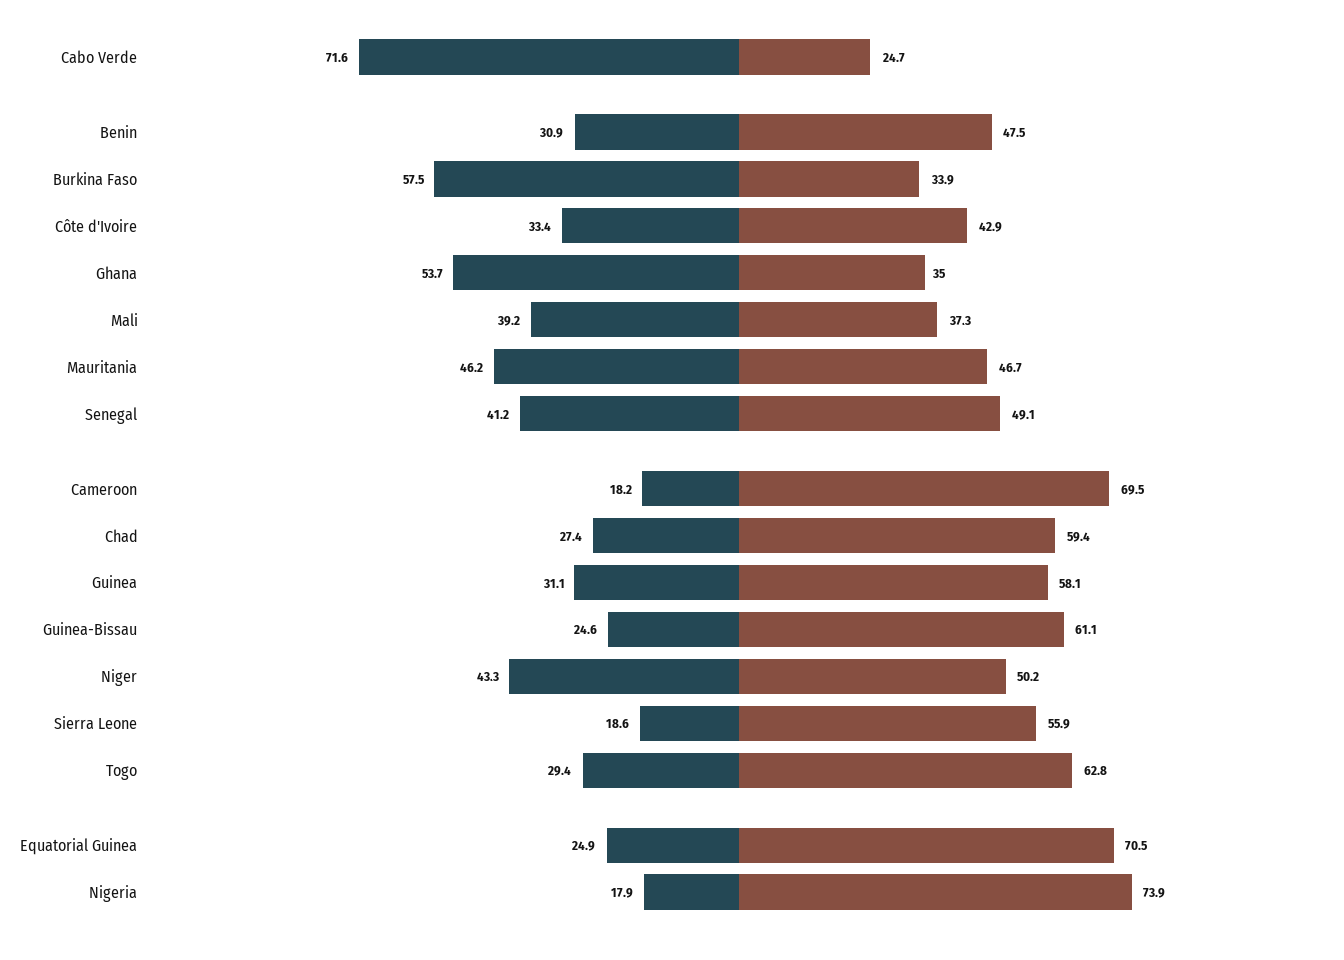 Cabo Verde 71.6 24.7
Benin 30.9 47.5
Burkina Faso 57.5 33.9
Côte d'Ivoire 33.4 42.9
Ghana 53.7 35
Mali 39.2 37.3
Mauritania 46.2 46.7
Senegal 41.2 49.1
Cameroon 18.2 69.5
Chad 27.4 59.4
Guinea 31.1 58.1
Guinea-Bissau 24.6 61.1
Niger 43.3 50.2
Sierra Leone 18.6 55.9
Togo 29.4 62.8
Equatorial Guinea 24.9 70.5
Nigeria 17.9 73.9